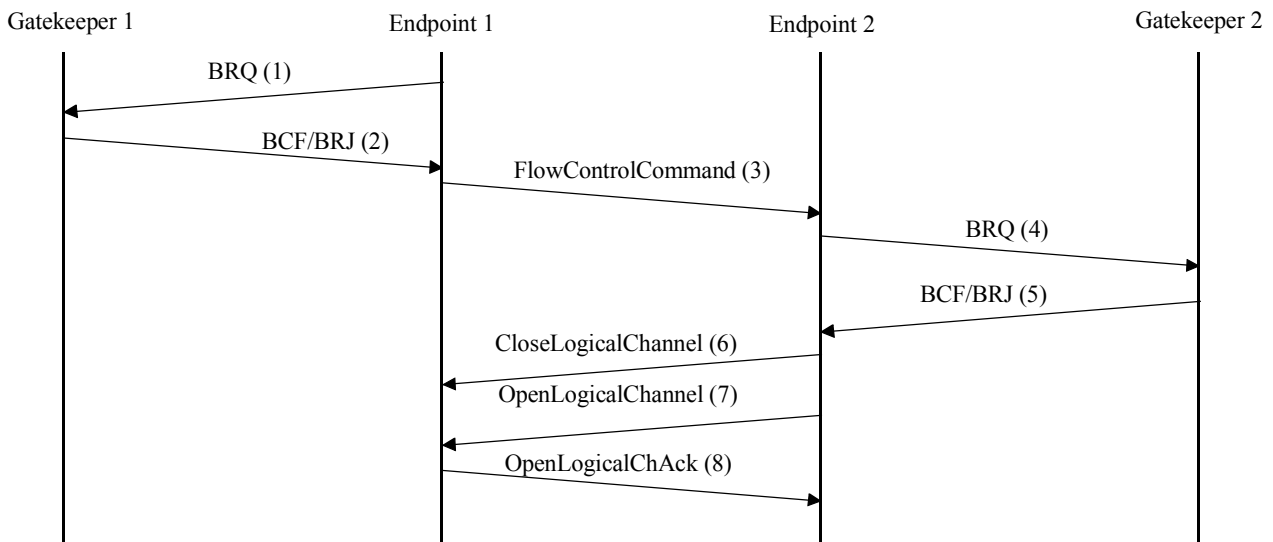 Gatekeeper 1
Endpoint 1
Endpoint 2
Gatekeeper 2
BRQ (1)
BCF/BRJ (2)
FlowControlCommand (3)
BRQ (4)
BCF/BRJ (5)
CloseLogicalChannel (6)
OpenLogicalChannel (7)
OpenLogicalChAck (8)